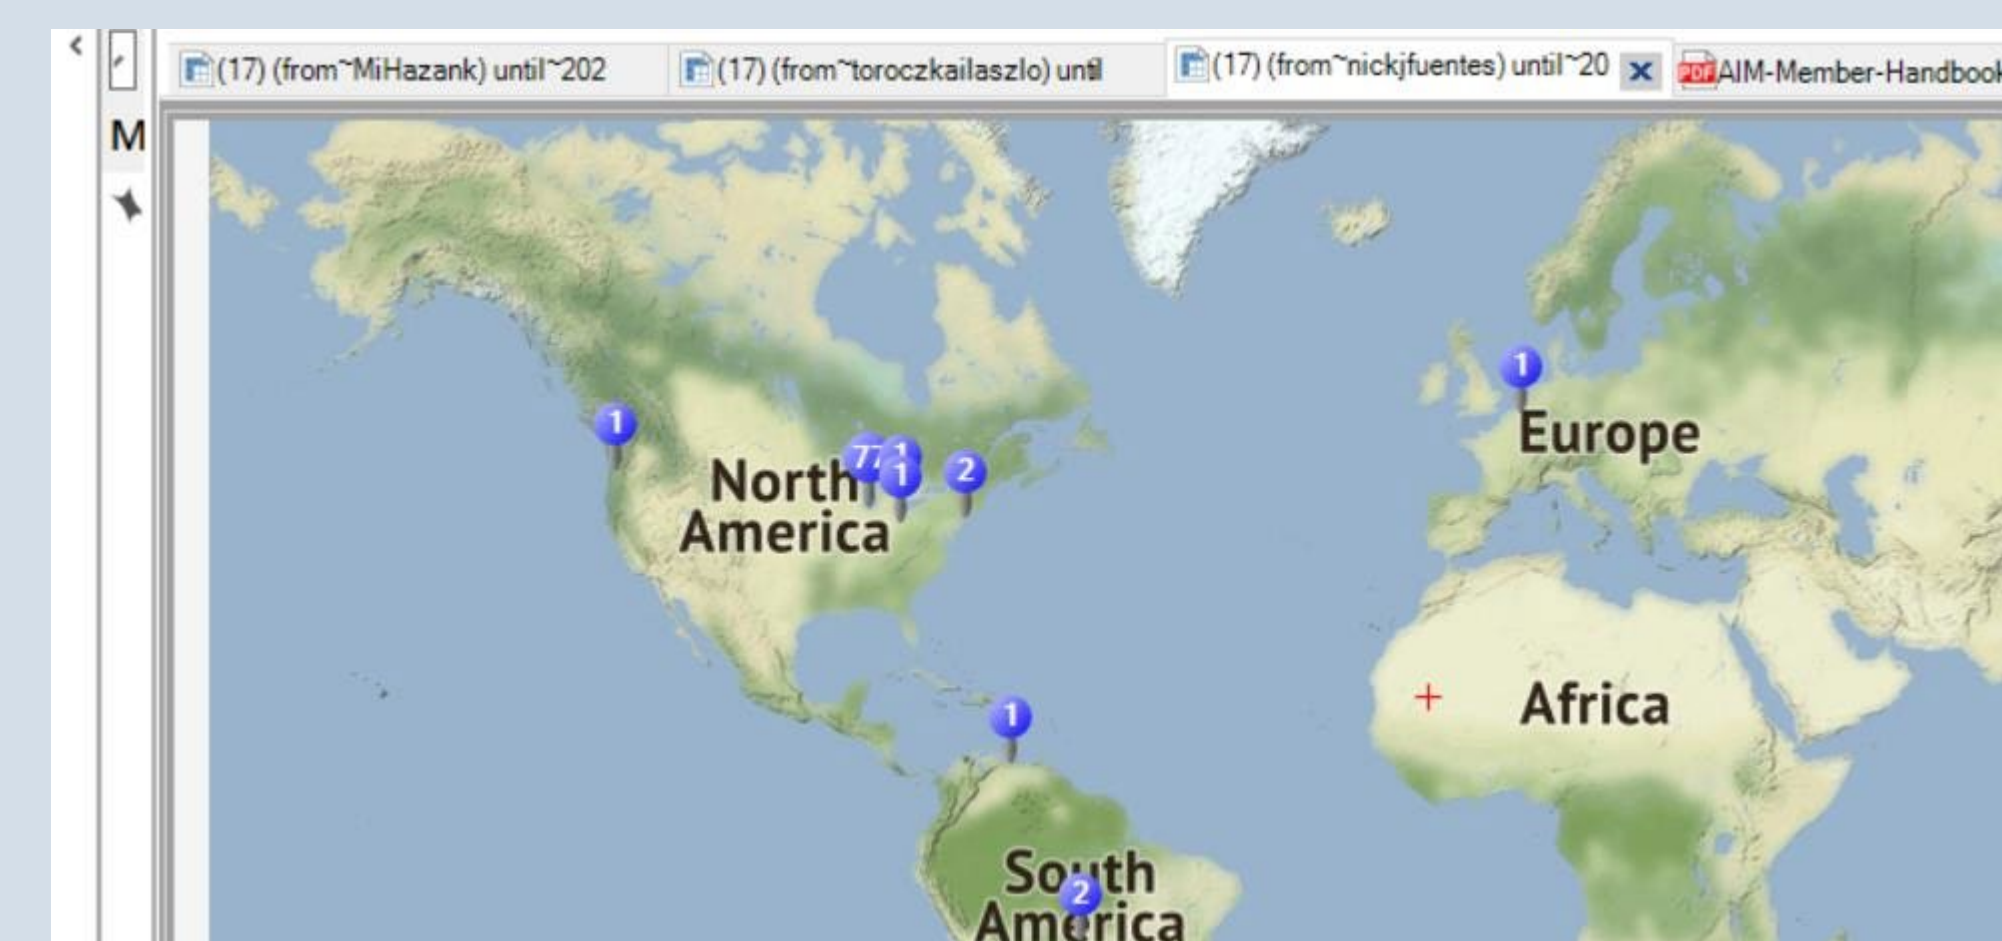 (17) (from~MiHazank) until~202
(17) (from~toroczkailaszlo) until
(17) (from~nickjfuentes) until~20
PDF AIM-Member-Handbook
M
1
1
77
1
1
2
North
America
Europe
1
Africa
South
2
America